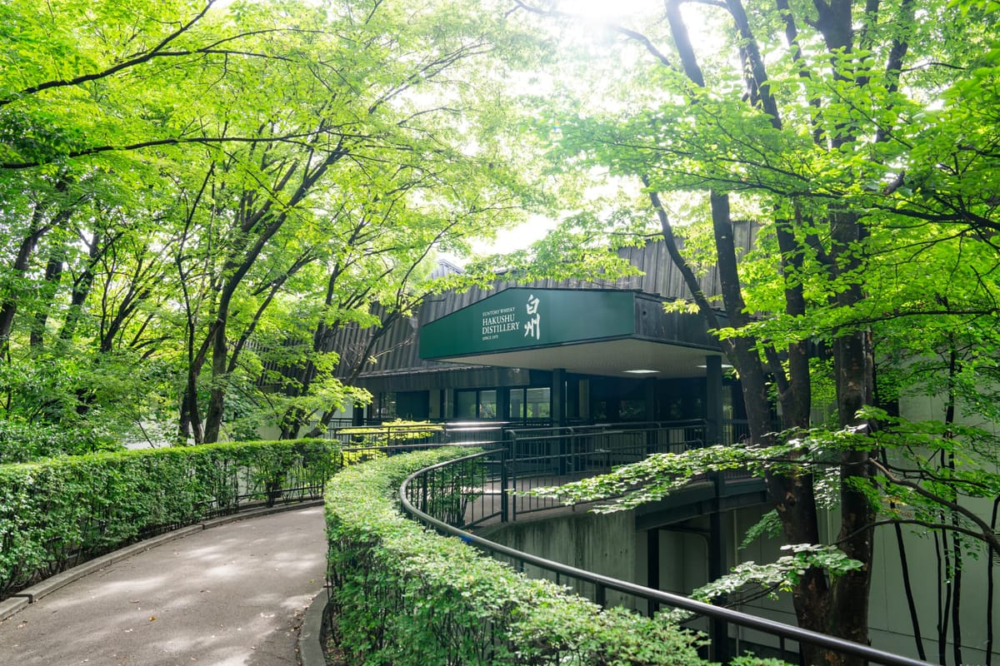 SUNTORY WHISKY
HAKUSHU
DISTILLERY
SINCE 1973
白州